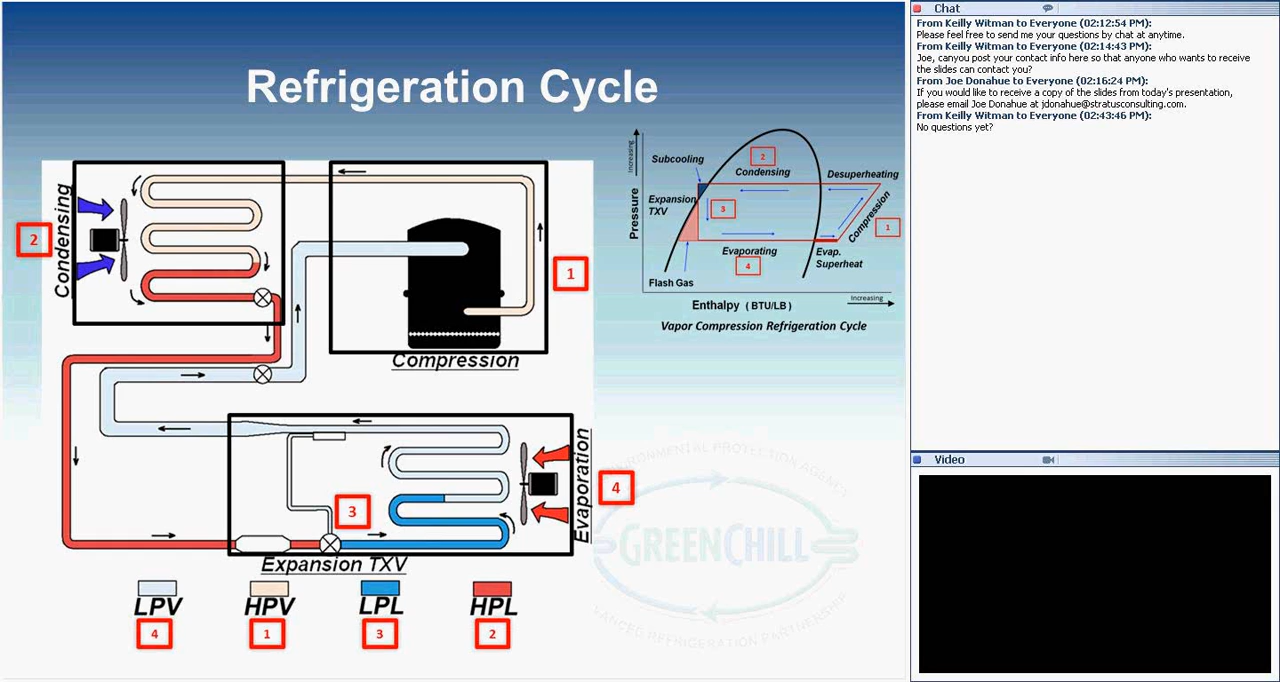 Refrigeration Cycle
Condensing
2
1
Compression
3
4
Evaporation
Expansion TXV
LPV
HPV
LPL
HPL
4
1
3
2
Increasing
Pressure
Subcooling
2
Condensing
Desuperheating
Expansion
TXV
3
Compression
1
Evaporating
4
Evap.
Superheat
Flash Gas
Enthalpy ( BTU/LB )
Increasing
Vapor Compression Refrigeration Cycle
ENVIRONMENTAL PROTECTION AGENCY'S
GREENCHILL
ADVANCED REFRIGERATION PARTNERSHIP
Chat
From Keilly Witman to Everyone (02:12:54 PM):
Please feel free to send me your questions by chat at anytime.
From Keilly Witman to Everyone (02:14:43 PM):
Joe, canyou post your contact info here so that anyone who wants to receive
the slides can contact you?
From Joe Donahue to Everyone (02:16:24 PM):
If you would like to receive a copy of the slides from today's presentation,
please email Joe Donahue at jdonahue@stratusconsulting.com.
From Keilly Witman to Everyone (02:43:46 PM):
No questions yet?
Video